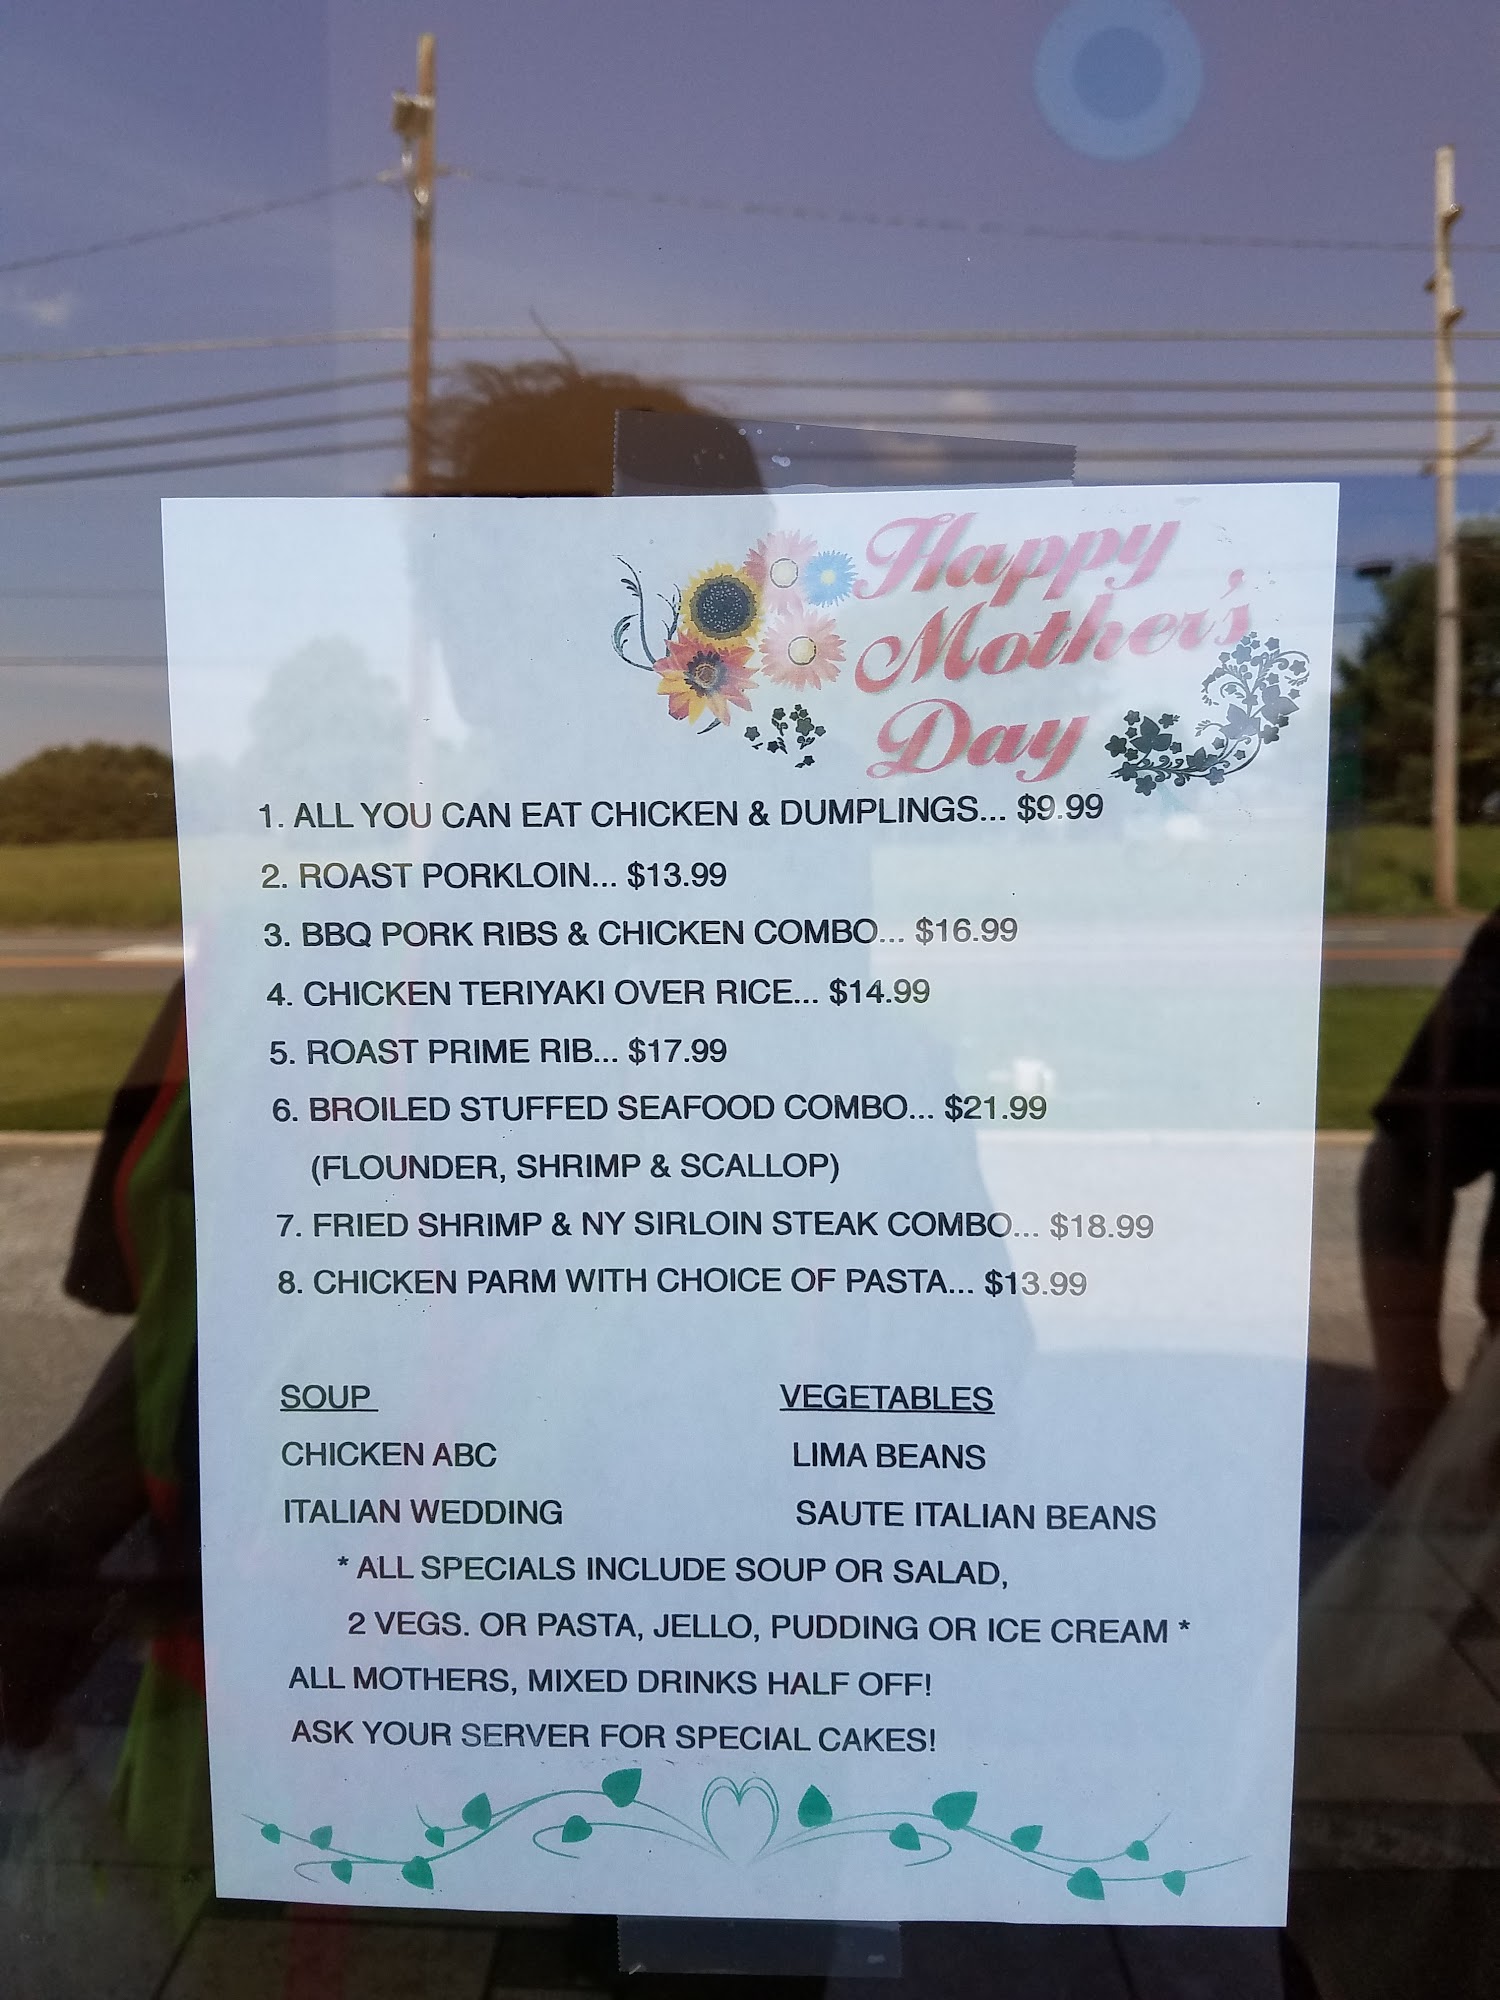 Happy
Mother's
Day
1. ALL YOU CAN EAT CHICKEN & DUMPLINGS... $9.99
2. ROAST PORKLOIN... $13.99
3. BBQ PORK RIBS & CHICKEN COMBO... $16.99
4. CHICKEN TERIYAKI OVER RICE... $14.99
5. ROAST PRIME RIB... $17.99
6. BROILED STUFFED SEAFOOD COMBO... $21.99
(FLOUNDER, SHRIMP & SCALLOP)
7. FRIED SHRIMP & NY SIRLOIN STEAK COMBO... $18.99
8. CHICKEN PARM WITH CHOICE OF PASTA... $13.99
SOUP
CHICKEN ABC
ITALIAN WEDDING
VEGETABLES
LIMA BEANS
SAUTE ITALIAN BEANS
* ALL SPECIALS INCLUDE SOUP OR SALAD,
2 VEGS. OR PASTA, JELLO, PUDDING OR ICE CREAM *
ALL MOTHERS, MIXED DRINKS HALF OFF!
ASK YOUR SERVER FOR SPECIAL CAKES!